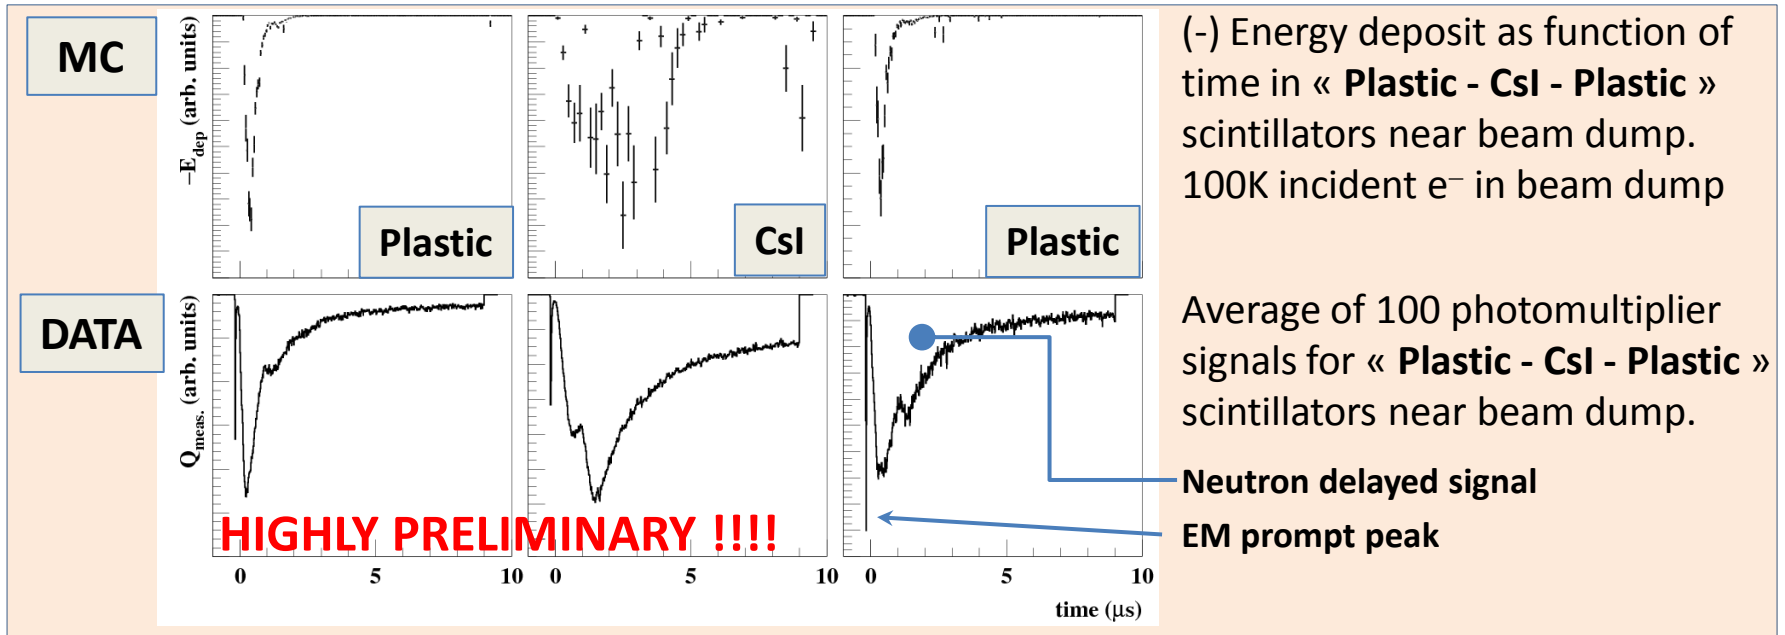 MC
−E_dep (arb. units)
Plastic
CsI
Plastic
(-) Energy deposit as function of
time in « Plastic - CsI - Plastic »
scintillators near beam dump.
100K incident e⁻ in beam dump
DATA
Q_meas. (arb. units)
HIGHLY PRELIMINARY !!!!
0 5 10 0 5 10 0 5 10
time (μs)
Average of 100 photomultiplier
signals for « Plastic - CsI - Plastic »
scintillators near beam dump.
Neutron delayed signal
EM prompt peak